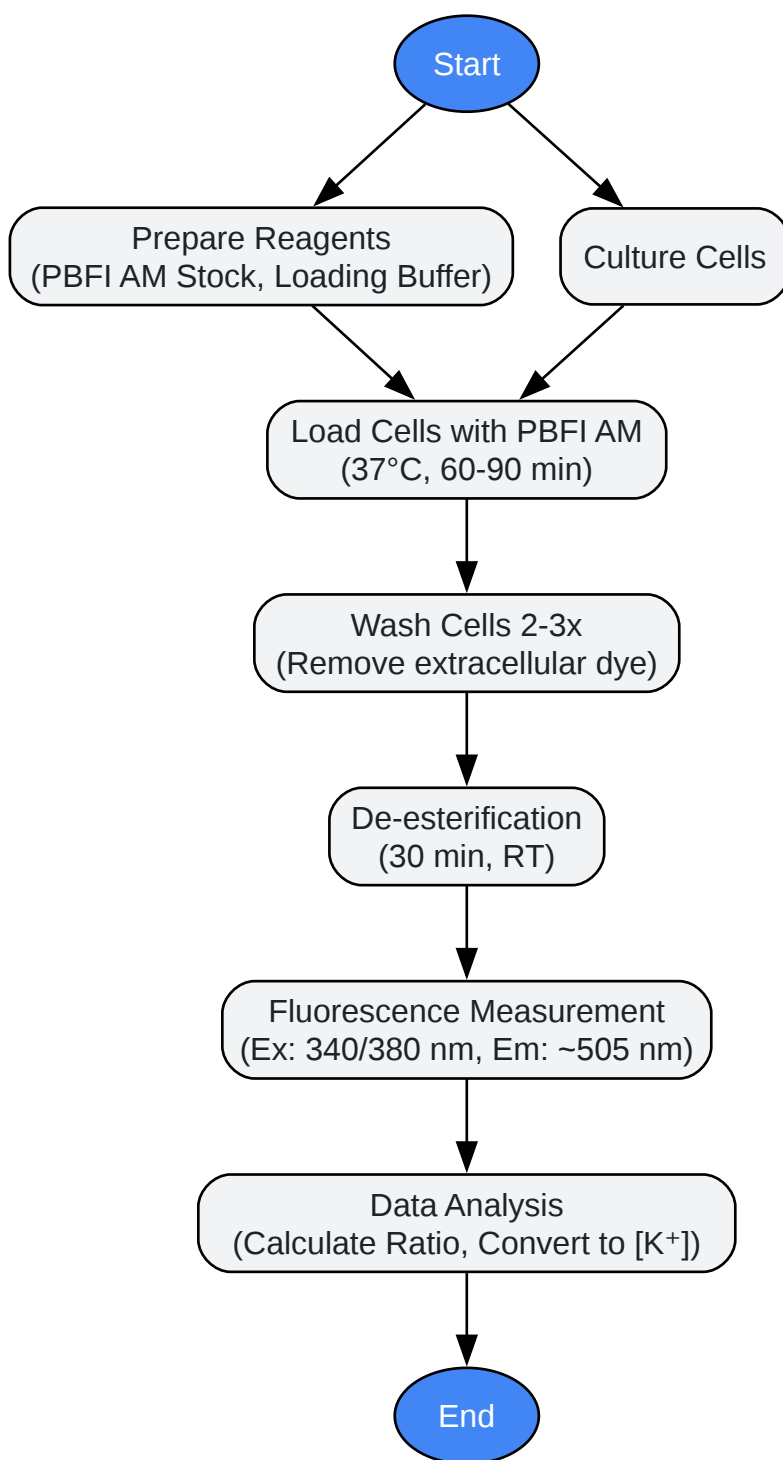 Start
Prepare Reagents
(PBFI AM Stock, Loading Buffer)
Culture Cells
Load Cells with PBFI AM
(37°C, 60-90 min)
Wash Cells 2-3x
(Remove extracellular dye)
De-esterification
(30 min, RT)
Fluorescence Measurement
(Ex: 340/380 nm, Em: ~505 nm)
Data Analysis
(Calculate Ratio, Convert to [K⁺])
End